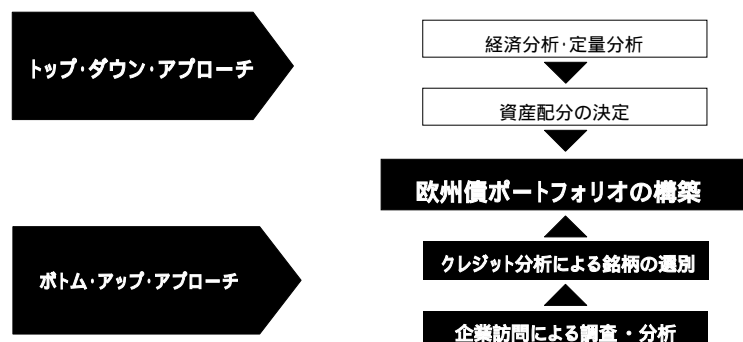 トップ・ダウン・アプローチ
経済分析・定量分析
資産配分の決定
欧州債ポートフォリオの構築
ボトム・アップ・アプローチ
クレジット分析による銘柄の選別
企業訪問による調査・分析